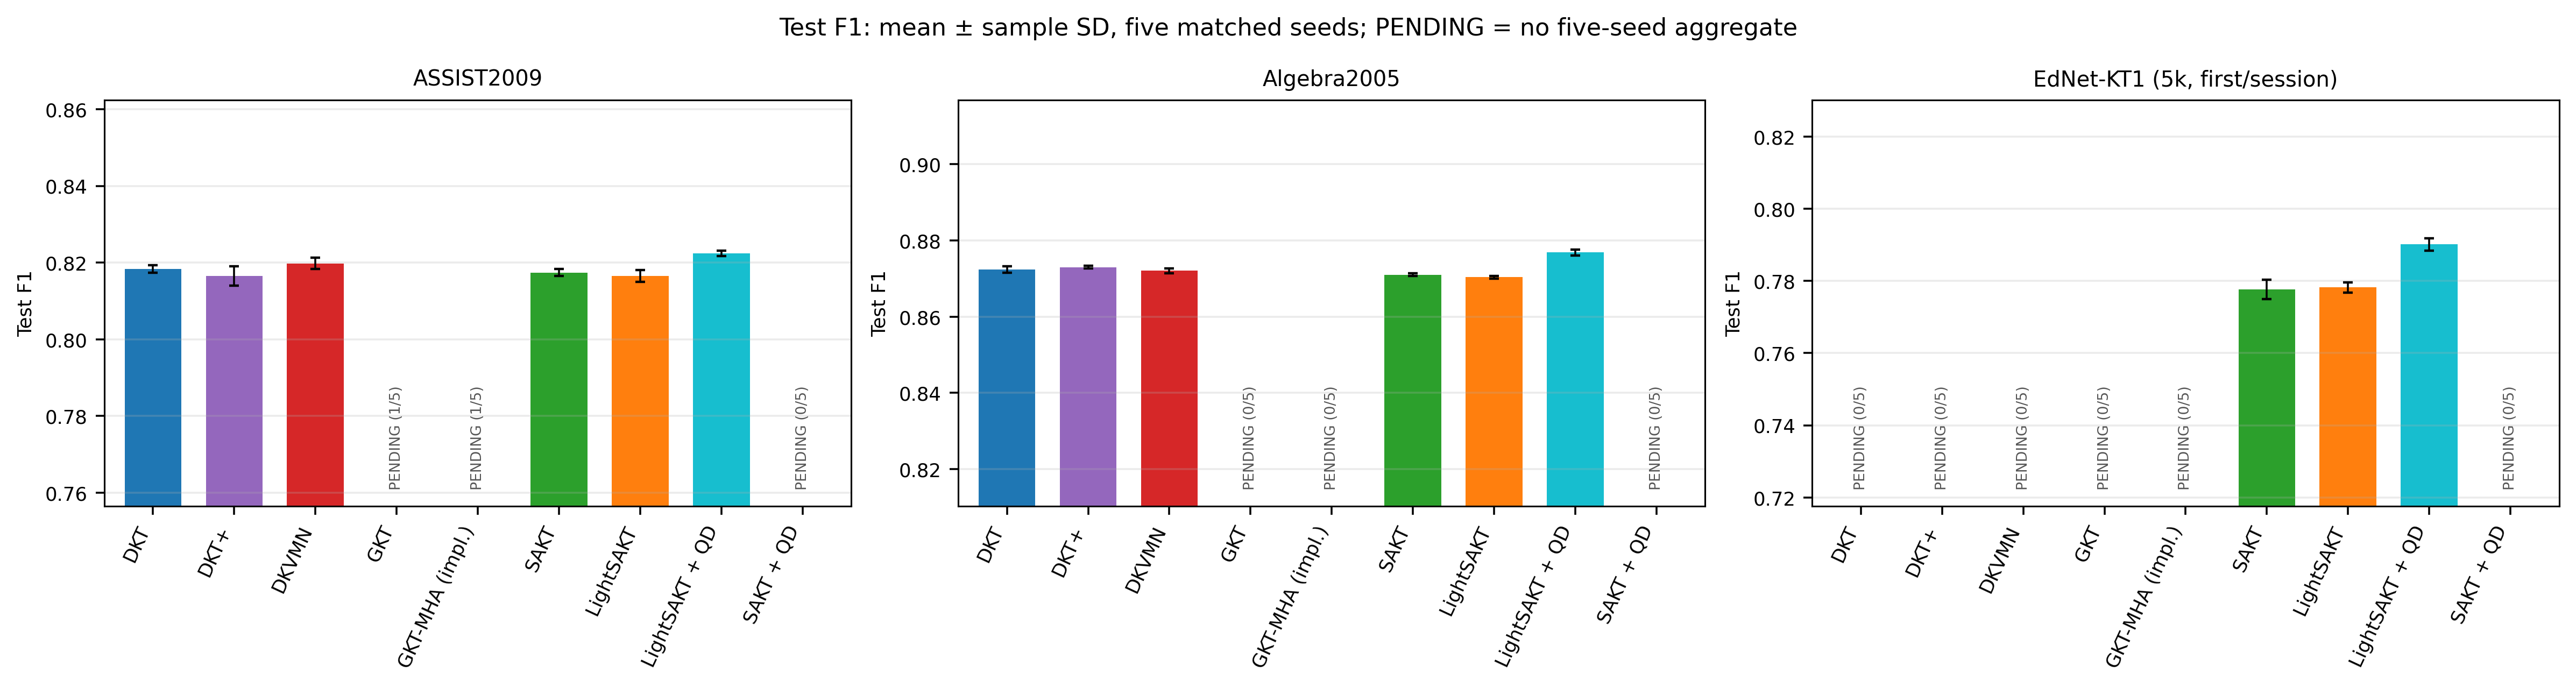 Test F1: mean ± sample SD, five matched seeds; PENDING = no five-seed aggregate
ASSIST2009
Test F1
0.86
0.84
0.82
0.80
0.78
0.76
PENDING (1/5)
PENDING (1/5)
PENDING (0/5)
DKT
DKT+
DKVMN
GKT
GKT-MHA (impl.)
SAKT
LightSAKT
LightSAKT + QD
SAKT + QD
Algebra2005
Test F1
0.90
0.88
0.86
0.84
0.82
PENDING (0/5)
PENDING (0/5)
PENDING (0/5)
DKT
DKT+
DKVMN
GKT
GKT-MHA (impl.)
SAKT
LightSAKT
LightSAKT + QD
SAKT + QD
EdNet-KT1 (5k, first/session)
Test F1
0.82
0.80
0.78
0.76
0.74
0.72
PENDING (0/5)
PENDING (0/5)
PENDING (0/5)
PENDING (0/5)
PENDING (0/5)
PENDING (0/5)
DKT
DKT+
DKVMN
GKT
GKT-MHA (impl.)
SAKT
LightSAKT
LightSAKT + QD
SAKT + QD